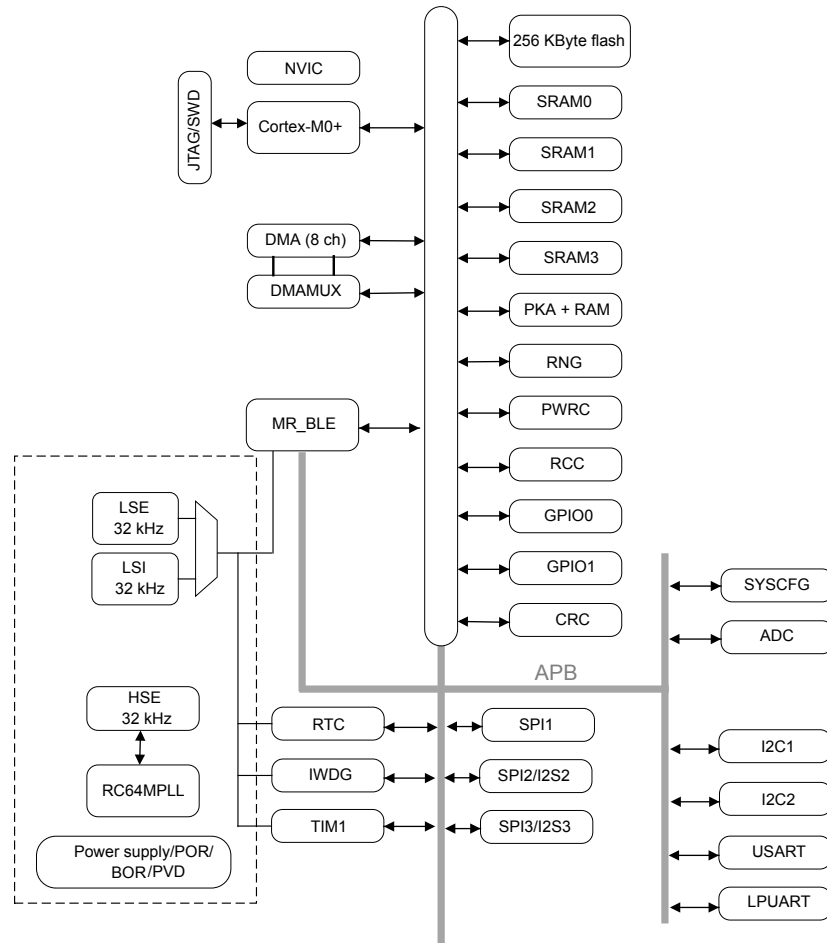 256 KByte flash
NVIC
JTAG/SWD
Cortex-M0+
SRAM0
SRAM1
SRAM2
DMA (8 ch)
SRAM3
DMAMUX
PKA + RAM
RNG
MR_BLE
PWRC
RCC
LSE
32 kHz
GPIO0
LSI
32 kHz
GPIO1
SYSCFG
CRC
ADC
APB
HSE
32 kHz
RTC
SPI1
I2C1
RC64MPLL
IWDG
SPI2/I2S2
I2C2
TIM1
SPI3/I2S3
Power supply/POR/
BOR/PVD
USART
LPUART